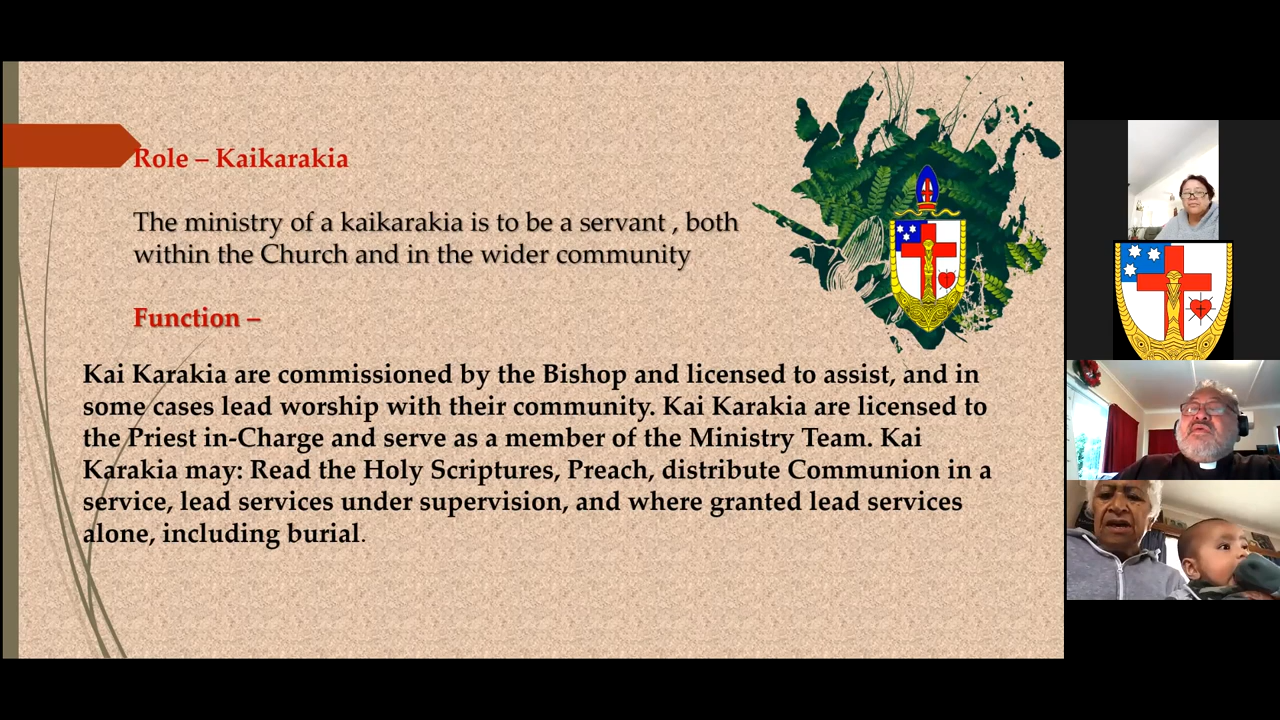 Role – Kaikarakia
The ministry of a kaikarakia is to be a servant , both
within the Church and in the wider community
Function –
Kai Karakia are commissioned by the Bishop and licensed to assist, and in
some cases lead worship with their community. Kai Karakia are licensed to
the Priest in-Charge and serve as a member of the Ministry Team. Kai
Karakia may: Read the Holy Scriptures, Preach, distribute Communion in a
service, lead services under supervision, and where granted lead services
alone, including burial.